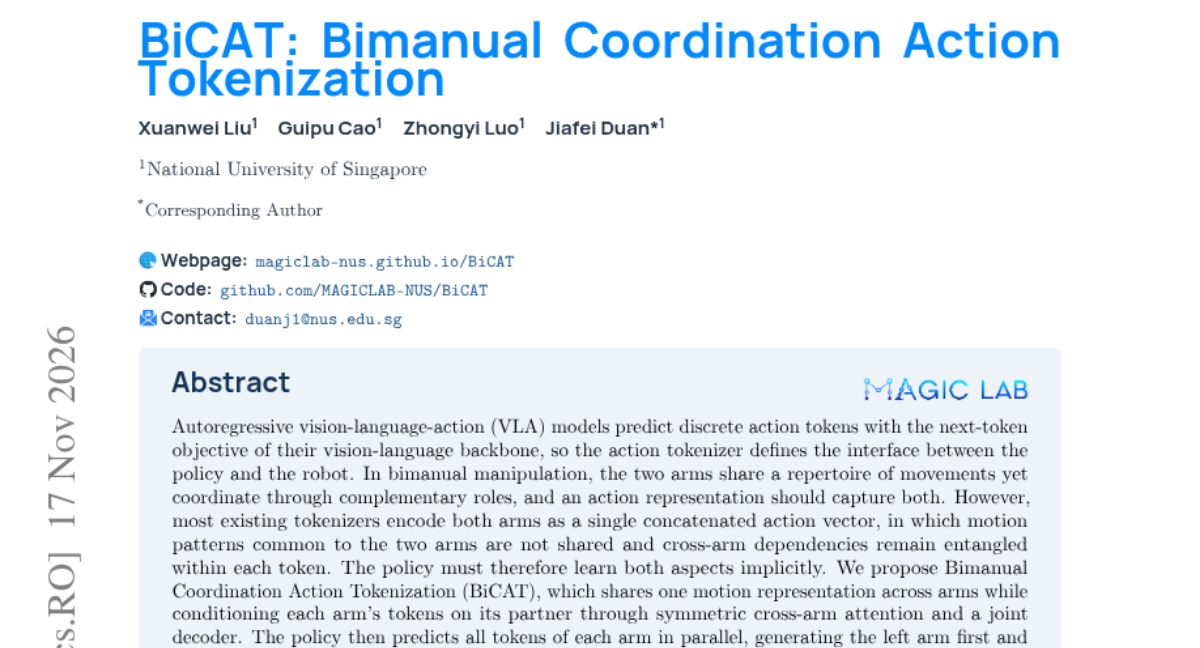 BiCAT: Bimanual Coordination Action
Tokenization
Xuanwei Liu¹ Guipu Cao¹ Zhongyi Luo¹ Jiafei Duan*¹
¹National University of Singapore
*Corresponding Author
Webpage: magiclab-nus.github.io/BiCAT
Code: github.com/MAGICLAB-NUS/BiCAT
Contact: duanj1@nus.edu.sg
cs.RO] 17 Nov 2026
Abstract
MAGIC LAB
Autoregressive vision-language-action (VLA) models predict discrete action tokens with the next-token
objective of their vision-language backbone, so the action tokenizer defines the interface between the
policy and the robot. In bimanual manipulation, the two arms share a repertoire of movements yet
coordinate through complementary roles, and an action representation should capture both. However,
most existing tokenizers encode both arms as a single concatenated action vector, in which motion
patterns common to the two arms are not shared and cross-arm dependencies remain entangled
within each token. The policy must therefore learn both aspects implicitly. We propose Bimanual
Coordination Action Tokenization (BiCAT), which shares one motion representation across arms while
conditioning each arm's tokens on its partner through symmetric cross-arm attention and a joint
decoder. The policy then predicts all tokens of each arm in parallel, generating the left arm first and